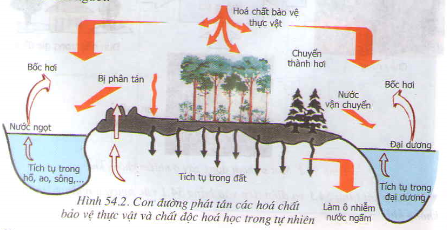 Hoá chất bảo vệ
thực vật
Chuyển
thành hơi
Bốc hơi
Bị phân tán
Nước
vận chuyển
Bốc hơi
Nước ngọt
Đại dương
Tích tụ trong
hồ, ao, sông,...
Tích tụ trong đất
Tích tụ trong
đại dương
Làm ô nhiễm
nước ngầm
Hình 54.2. Con đường phát tán các hoá chất
bảo vệ thực vật và chất độc hoá học trong tự nhiên